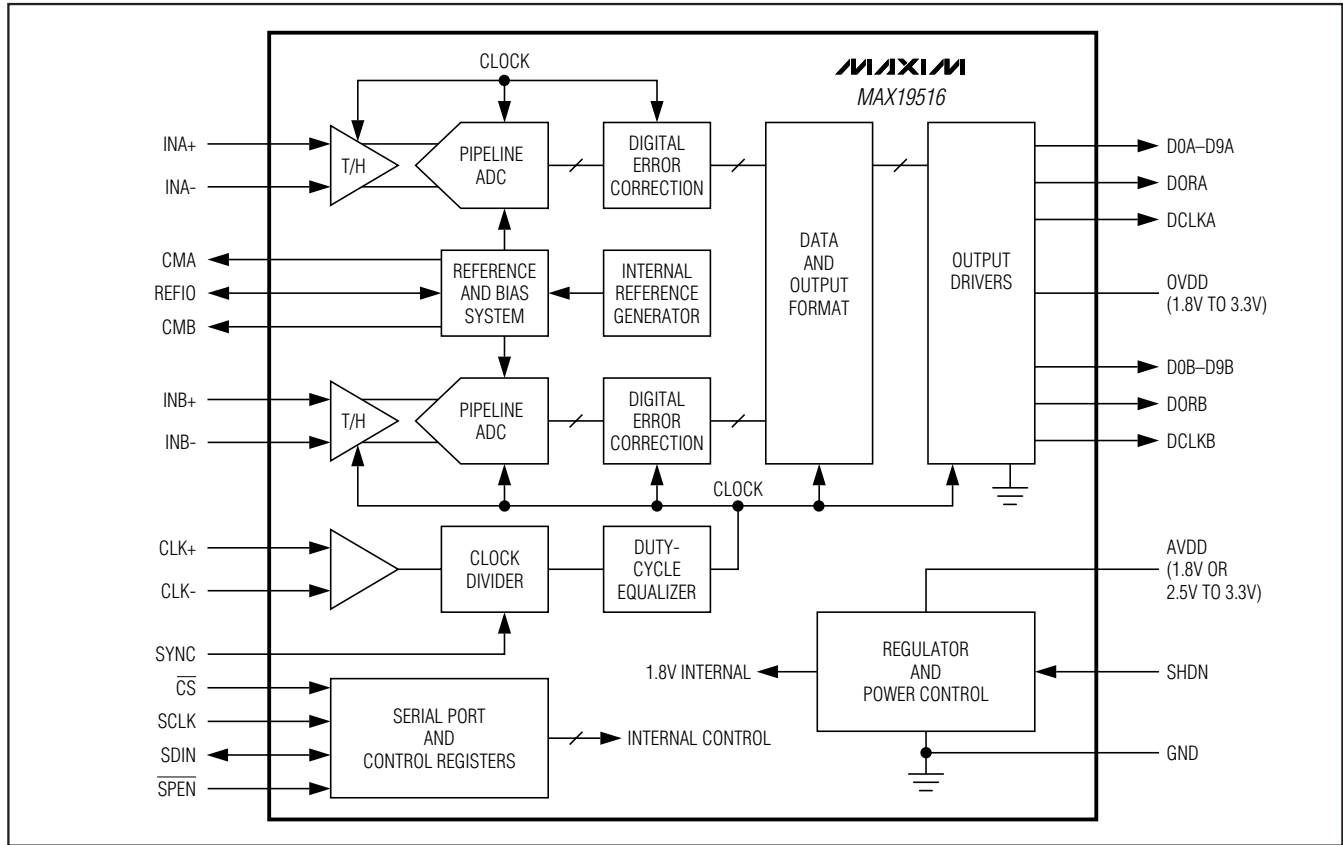 CLOCK
MAXIM
MAX19516
INA+
INA-
T/H
PIPELINE
ADC
DIGITAL
ERROR
CORRECTION
DATA
AND
OUTPUT
FORMAT
OUTPUT
DRIVERS
D0A–D9A
DORA
DCLKA
CMA
REFIO
CMB
REFERENCE
AND BIAS
SYSTEM
INTERNAL
REFERENCE
GENERATOR
OVDD
(1.8V TO 3.3V)
INB+
INB-
T/H
PIPELINE
ADC
DIGITAL
ERROR
CORRECTION
D0B–D9B
DORB
DCLKB
CLOCK
CLK+
CLK-
CLOCK
DIVIDER
DUTY-
CYCLE
EQUALIZER
AVDD
(1.8V OR
2.5V TO 3.3V)
SYNC
CS
SCLK
SDIN
SPEN
SERIAL PORT
AND
CONTROL REGISTERS
INTERNAL CONTROL
1.8V INTERNAL
REGULATOR
AND
POWER CONTROL
SHDN
GND